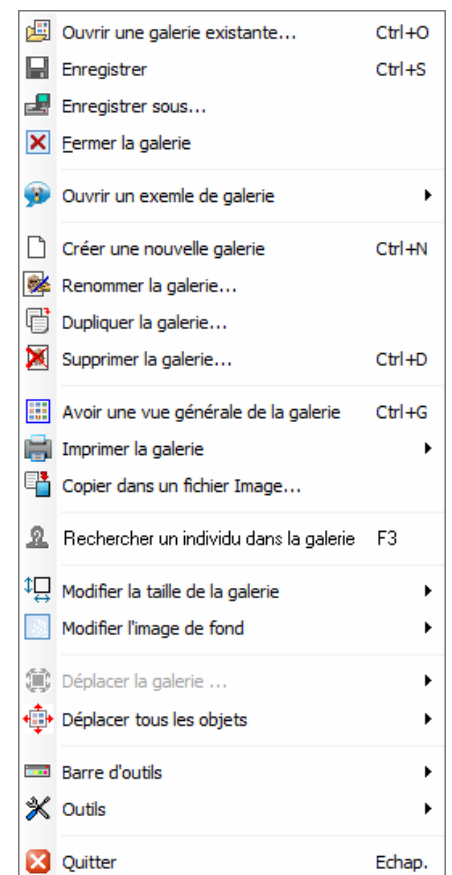 Ouvrir une galerie existante... Ctrl+O
Enregistrer Ctrl+S
Enregistrer sous...
Fermer la galerie
Ouvrir un exemle de galerie
Créer une nouvelle galerie Ctrl+N
Renommer la galerie...
Dupliquer la galerie...
Supprimer la galerie... Ctrl+D
Avoir une vue générale de la galerie Ctrl+G
Imprimer la galerie
Copier dans un fichier Image...
Rechercher un individu dans la galerie F3
Modifier la taille de la galerie
Modifier l'image de fond
Déplacer la galerie ...
Déplacer tous les objets
Barre d'outils
Outils
Quitter Echap.